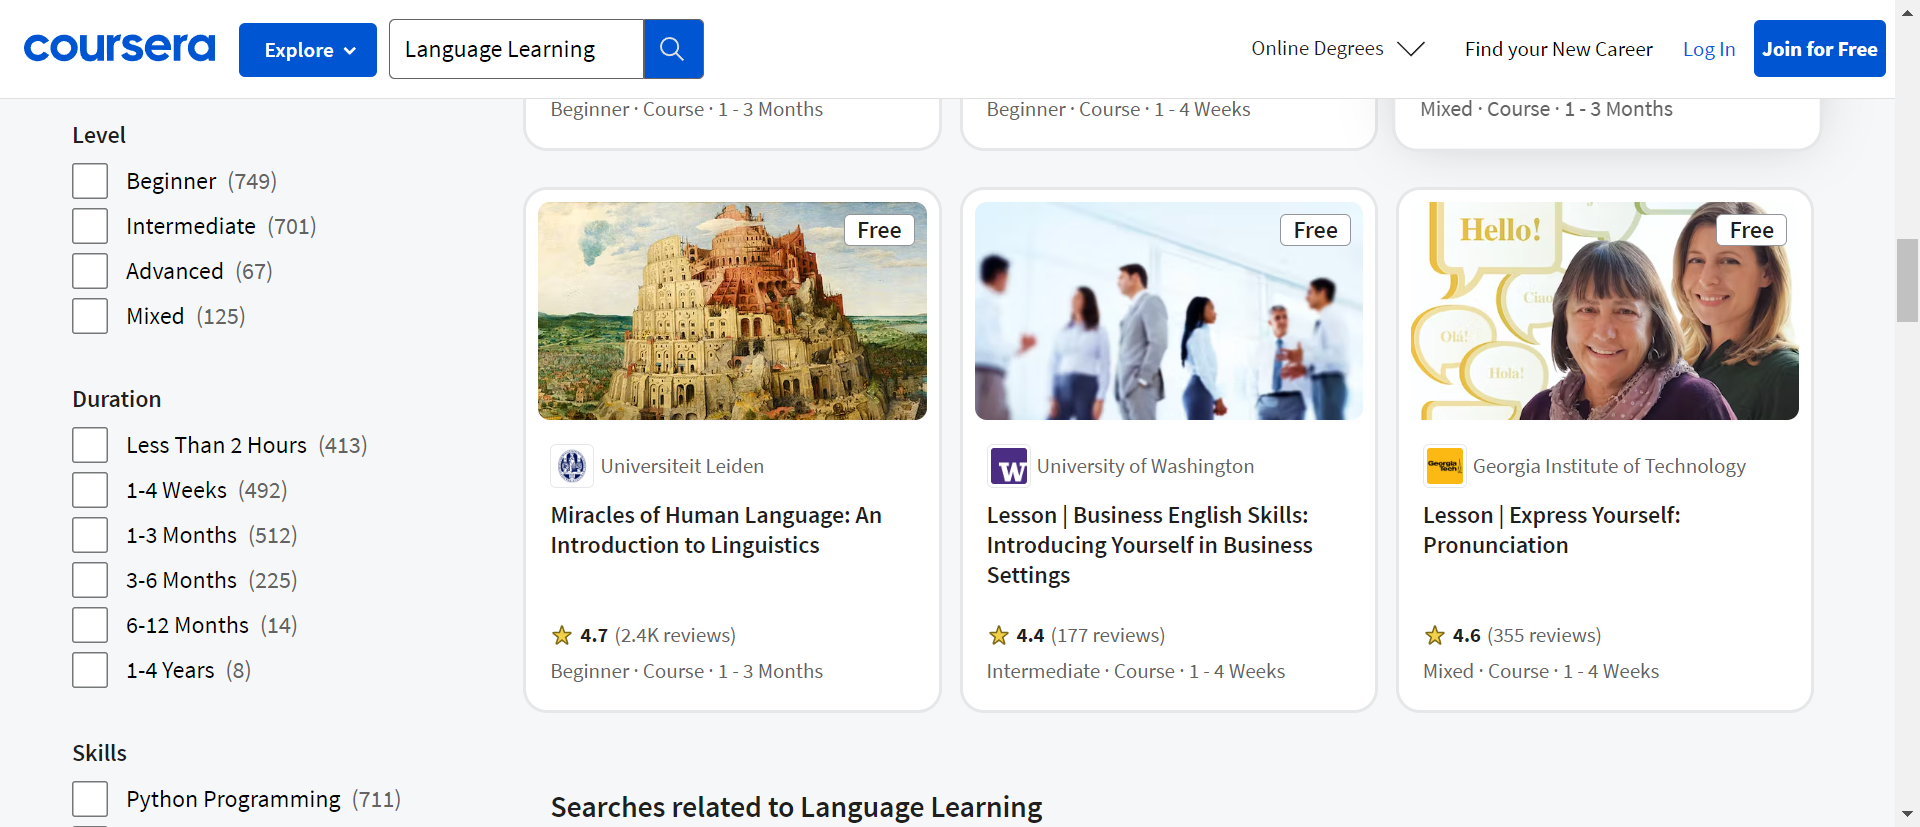 coursera
Explore
Language Learning
Online Degrees
Find your New Career
Log In
Join for Free
Level
Beginner (749)
Intermediate (701)
Advanced (67)
Mixed (125)
Duration
Less Than 2 Hours (413)
1-4 Weeks (492)
1-3 Months (512)
3-6 Months (225)
6-12 Months (14)
1-4 Years (8)
Skills
Python Programming (711)
Beginner · Course · 1 - 3 Months
Beginner · Course · 1 - 4 Weeks
Mixed · Course · 1 - 3 Months
Free
Universiteit Leiden
Miracles of Human Language: An
Introduction to Linguistics
4.7 (2.4K reviews)
Beginner · Course · 1 - 3 Months
Free
W
University of Washington
Lesson | Business English Skills:
Introducing Yourself in Business
Settings
4.4 (177 reviews)
Intermediate · Course · 1 - 4 Weeks
Hello!
Free
Ciao
Olá!
Hola!
Georgia
Tech
Georgia Institute of Technology
Lesson | Express Yourself:
Pronunciation
4.6 (355 reviews)
Mixed · Course · 1 - 4 Weeks
Searches related to Language Learning